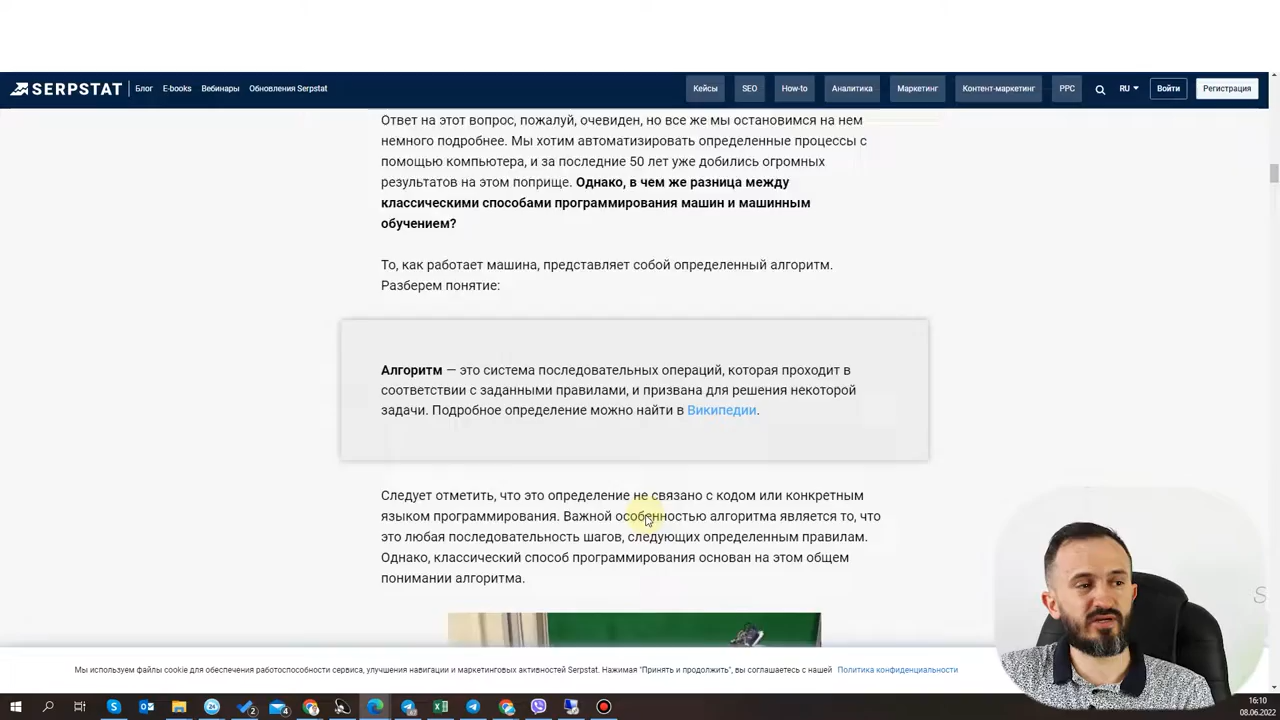 SERPSTAT
Блог
E-books
Вебинары
Обновления Serpstat
Кейсы
SEO
How-to
Аналитика
Маркетинг
Контент-маркетинг
PPC
RU
Войти
Регистрация
Ответ на этот вопрос, пожалуй, очевиден, но все же мы остановимся на нем
немного подробнее. Мы хотим автоматизировать определенные процессы с
помощью компьютера, и за последние 50 лет уже добились огромных
результатов на этом поприще. Однако, в чем же разница между
классическими способами программирования машин и машинным
обучением?
То, как работает машина, представляет собой определенный алгоритм.
Разберем понятие:
Алгоритм — это система последовательных операций, которая проходит в
соответствии с заданными правилами, и призвана для решения некоторой
задачи. Подробное определение можно найти в Википедии.
Следует отметить, что это определение не связано с кодом или конкретным
языком программирования. Важной особенностью алгоритма является то, что
это любая последовательность шагов, следующих определенным правилам.
Однако, классический способ программирования основан на этом общем
понимании алгоритма.
Мы используем файлы cookie для обеспечения работоспособности сервиса, улучшения навигации и маркетинговых активностей Serpstat. Нажимая "Принять и продолжить", вы соглашаетесь с нашей Политика конфиденциальности
16:10
08.06.2022